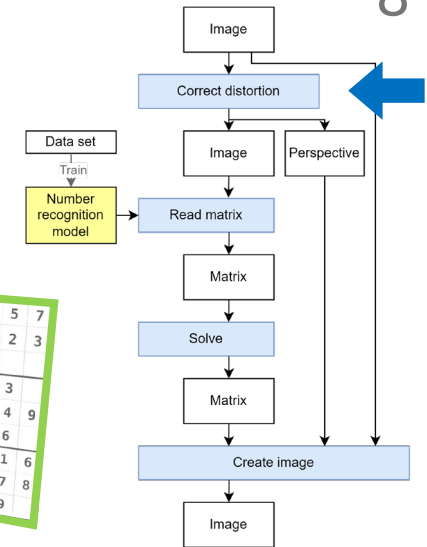 Image
Correct distortion
Data set
Image
Perspective
Train
Number
recognition
model
Read matrix
Matrix
5 7
2 3
Solve
3
4 9
6
Matrix
1 6
7 8
9
Create image
Image